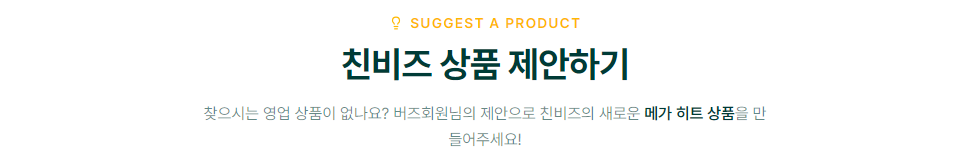 SUGGEST A PRODUCT
친비즈 상품 제안하기
찾으시는 영업 상품이 없나요? 버즈회원님의 제안으로 친비즈의 새로운 메가 히트 상품을 만
들어주세요!